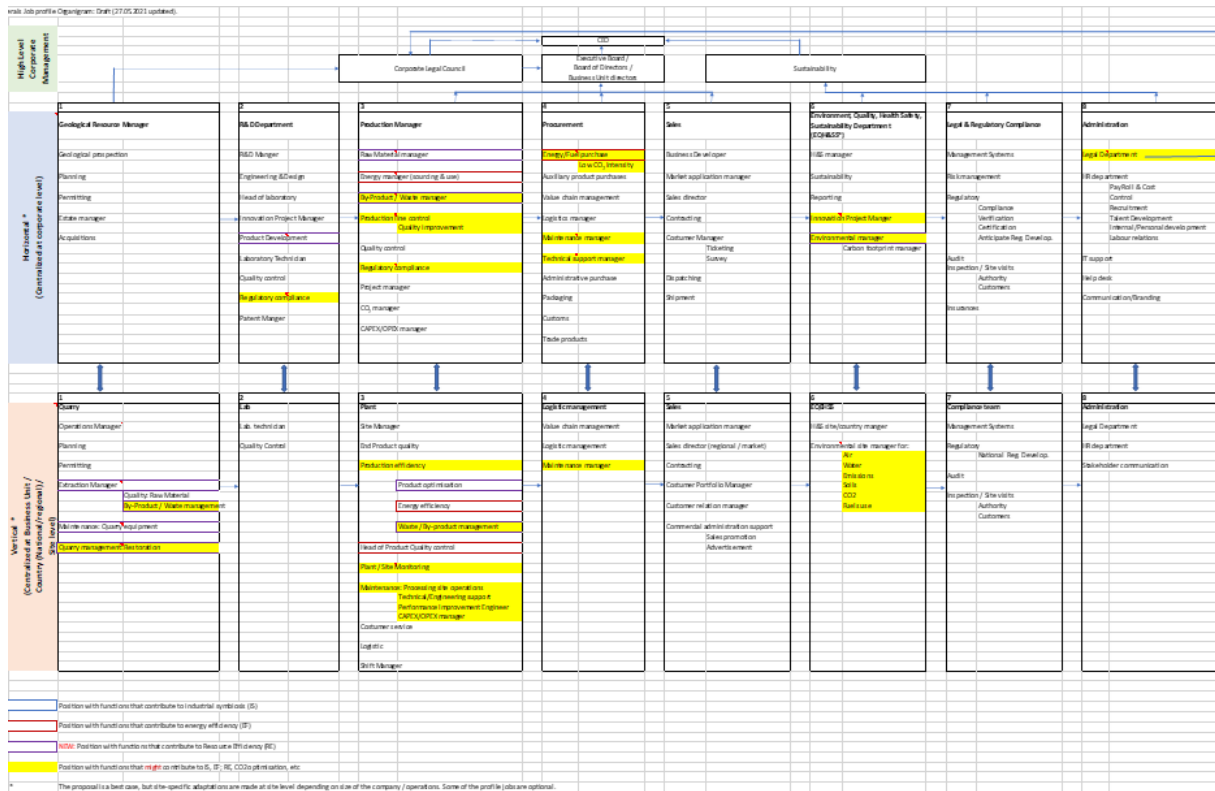 erals Job profile Organigram: Draft (27.05.2021 updated).
High Level
Corporate
Management
CEO
Corporate Legal Council
Executive Board /
Board of Directors /
Business Unit directors
Sustainability
Horizontal *
(Centralized at corporate level)
1
Geological Resource Manager
Geological prospection
Planning
Permitting
Estate manager
Acquisitions
2
R&D Department
R&D Manger
Engineering & Design
Head of laboratory
Innovation Project Manager
Product Development
Laboratory Technician
Quality control
Regulatory compliance
Patent Manger
3
Production Manager
Raw Material manager
Energy manager (sourcing & use)
By-Product / Waste manager
Production line control
Quality Improvement
Quality control
Regulatory compliance
Project manager
CO2 manager
CAPEX/OPEX manager
4
Procurement
Energy/Fuel purchase
Low CO2 Intensity
Auxiliary product purchases
Value chain management
Logistics manager
Maintenance manager
Technical support manager
Administrative purchase
Packaging
Customs
Trade products
5
Sales
Business Developer
Market application manager
Sales director
Contracting
Costumer Manager
Ticketing
Survey
Dispatching
Shipment
6
Environment, Quality, Health Safety,
Sustainability Department
(EQH&SS*)
H&S manager
Sustainability
Reporting
Innovation Project Manger
Environmental manager
Carbon footprint manager
7
Legal & Regulatory Compliance
Management Systems
Risk management
Regulatory
Compliance
Verification
Certification
Anticipate Reg. Develop.
Audit
Inspection / Site visits
Authority
Customers
Insurances
8
Administration
Legal Department
HR department
PayRoll & Cost
Control
Recruitment
Talent Development
Internal/Personal development
Labour relations
IT support
Help desk
Communication/Branding
Vertical *
(Centralized at Business Unit /
Country (National/regional)/
Site level)
1
Quarry
Operations Manager
Planning
Permitting
Extraction Manager
Quality: Raw Material
By-Product / Waste management
Maintenance: Quarry equipment
Quarry management: Restoration
2
Lab
Lab. technician
Quality Control
3
Plant
Site Manager
End Product quality
Production efficiency
Product optimisation
Energy efficiency
Waste / By-product management
Head of Product Quality control
Plant / Site Monitoring
Maintenance: Processing site operations
Technical/Engineering support
Performance Improvement Engineer
CAPEX/OPEX manager
Costumer service
Logistic
Shift Manager
4
Logistic management
Value chain management
Logistic management
Maintenance manager
5
Sales
Market application manager
Sales director (regional / market)
Contracting
Costumer Portfolio Manager
Customer relation manager
Commercial administration support
Sales promotion
Advertisement
6
EQ(H)SS
H&S site/country manger
Environmental site manager for:
Air
Water
Emissions
Soils
CO2
Fuels use
7
Compliance team
Management Systems
Regulatory
National Reg. Develop.
Audit
Inspection / Site visits
Authority
Customers
8
Administration
Legal Department
HR department
Stakeholder communication
Position with functions that contribute to industrial symbiosis (IS)
Position with functions that contribute to energy efficiency (EF)
NEW: Position with functions that contribute to Resource Efficiency (RE)
Position with functions that might contribute to IS, EF; RE, CO2 optimisation, etc
* The proposal is a best case, but site-specific adaptations are made at site level depending on size of the company / operations. Some of the profile jobs are optional.